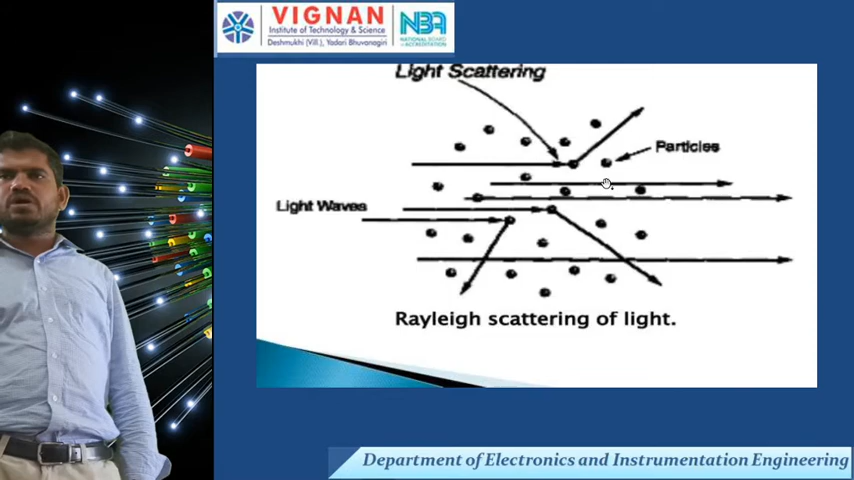 VIGNAN
Institute of Technology & Science
Deshmukhi (Vill.), Yadari Bhuvanagiri
NBA
NATIONAL BOARD
of ACCREDITATION
Light Scattering
Particles
Light Waves
Rayleigh scattering of light.
Department of Electronics and Instrumentation Engineering